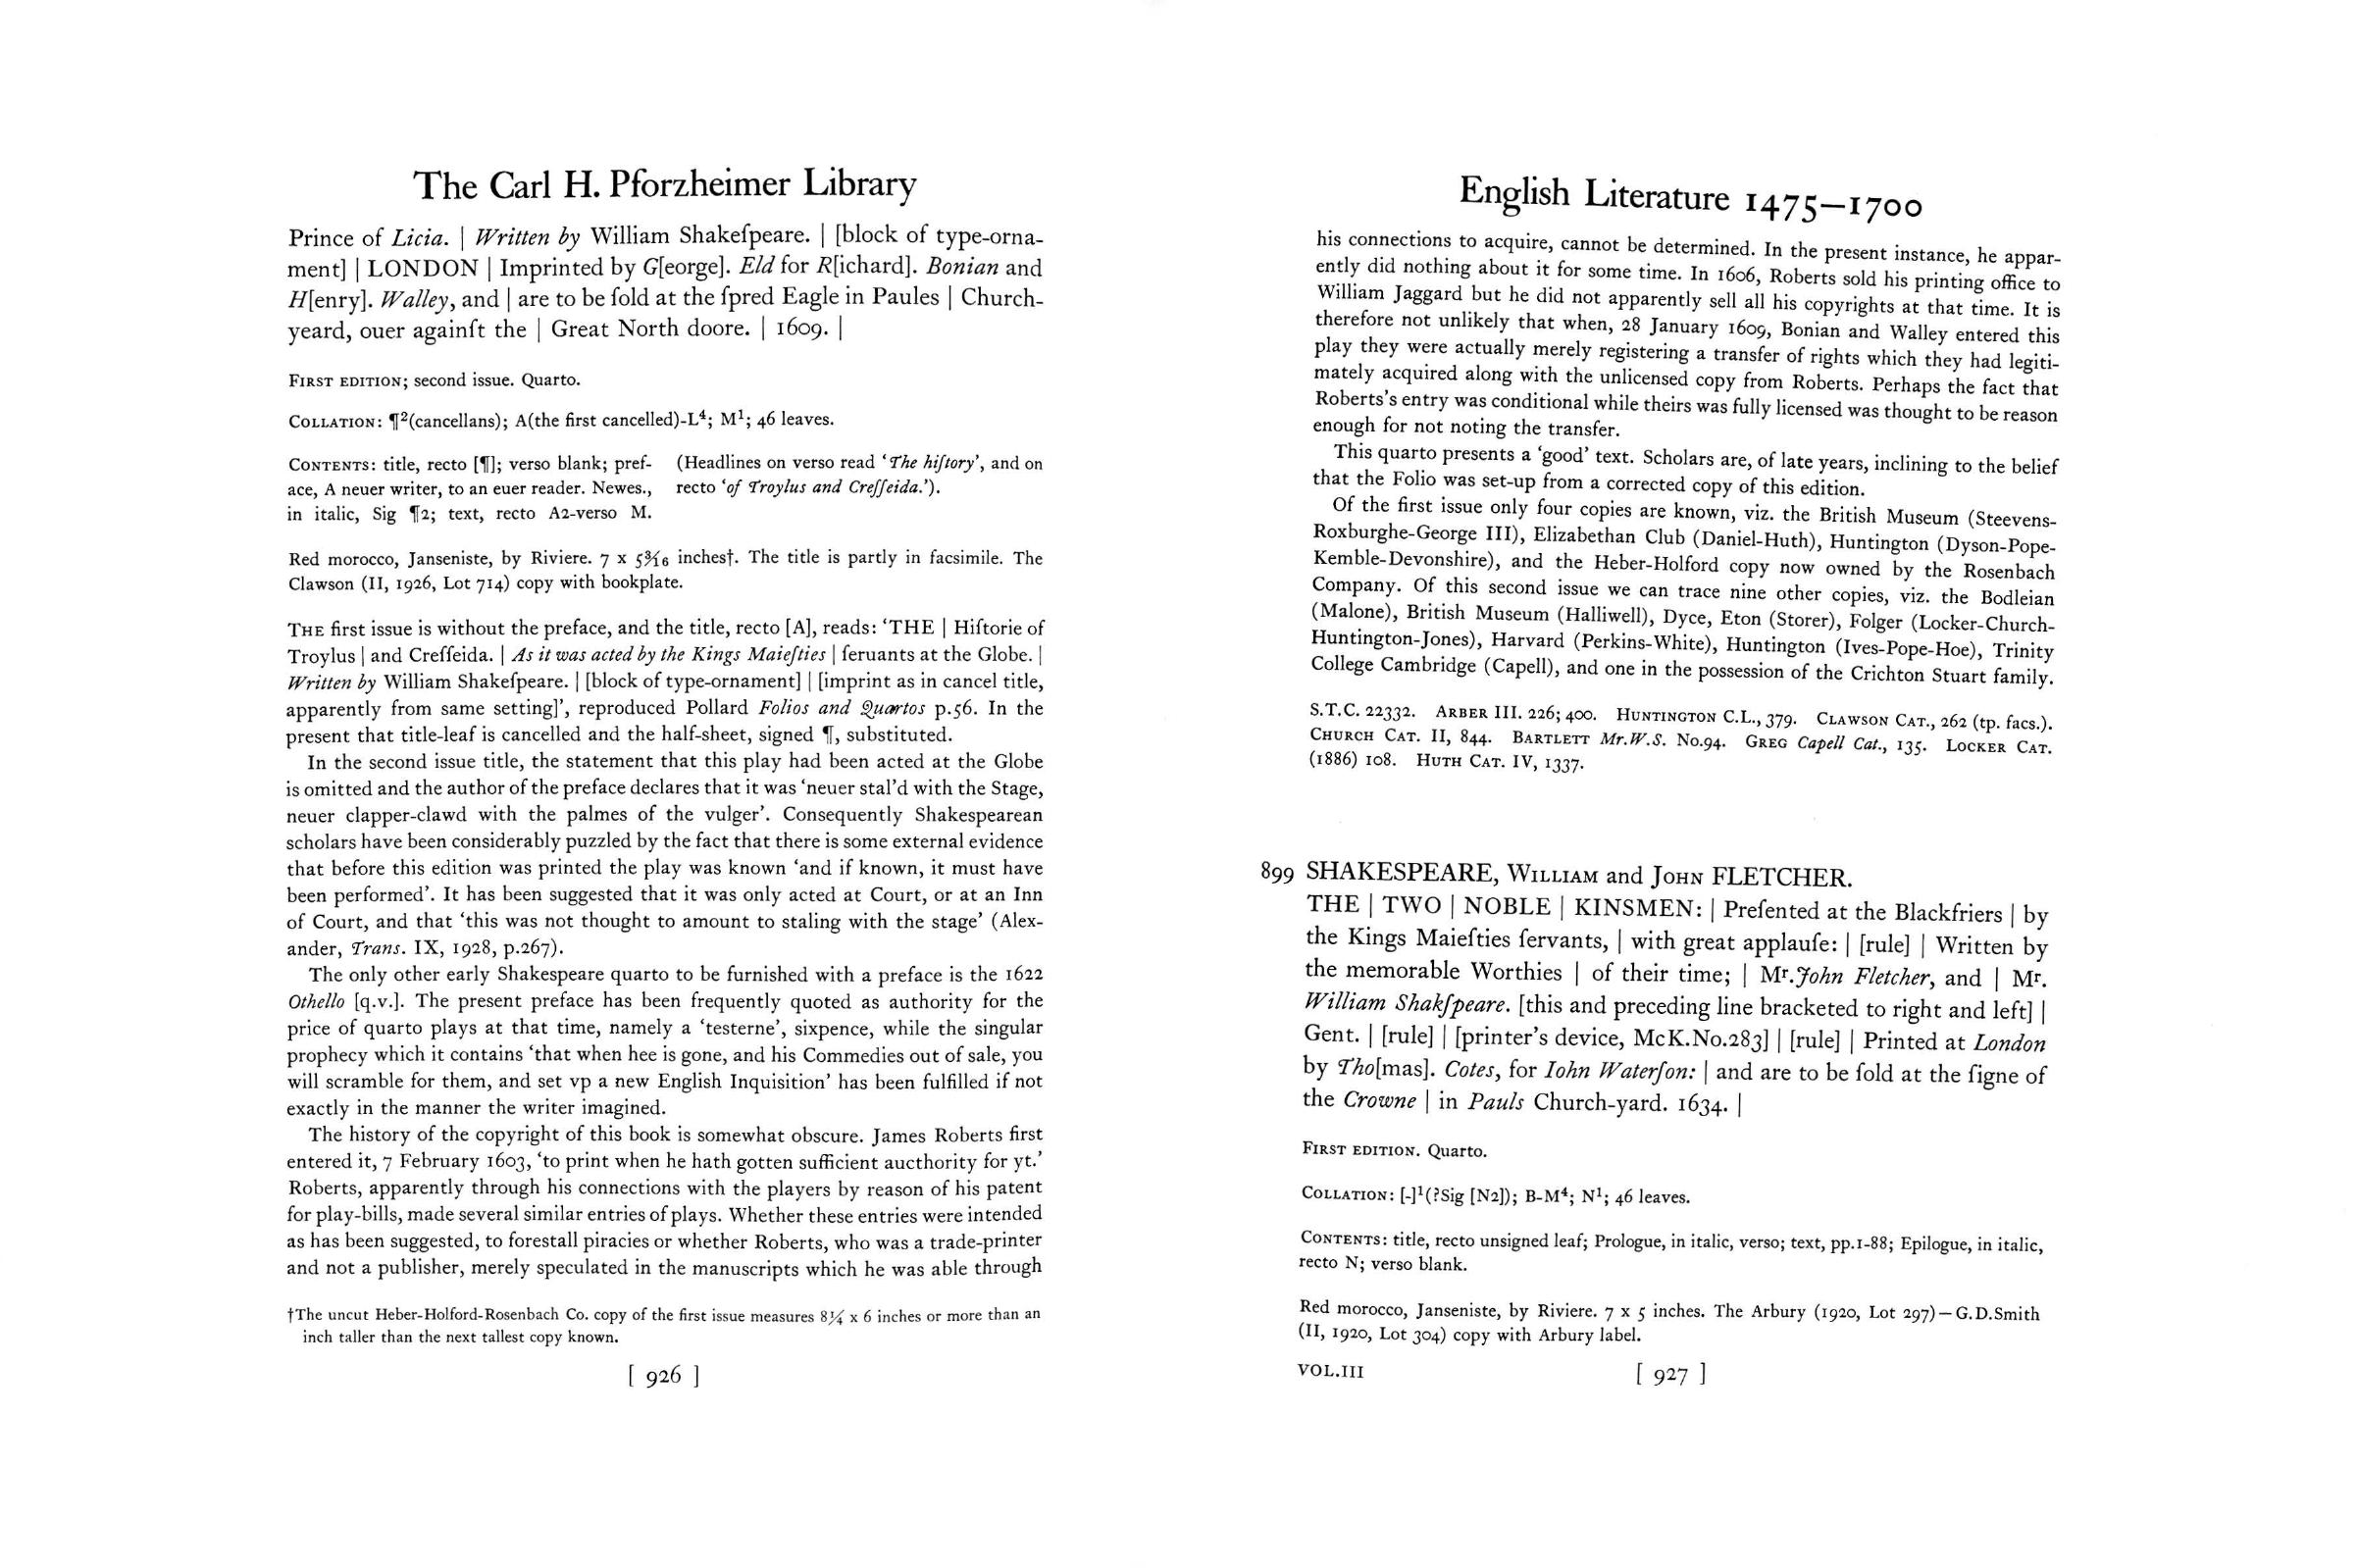 The Carl H. Pforzheimer Library
Prince of Licia. | Written by William Shakeſpeare. | [block of type-orna-
ment] | LONDON | Imprinted by G[eorge]. Eld for R[ichard]. Bonian and
H[enry]. Walley, and | are to be ſold at the ſpred Eagle in Paules | Church-
yeard, ouer againſt the | Great North doore. | 1609. |
FIRST EDITION; second issue. Quarto.
COLLATION: ¶²(cancellans); A(the first cancelled)-L⁴; M¹; 46 leaves.
CONTENTS: title, recto [¶]; verso blank; pref-
ace, A neuer writer, to an euer reader. Newes.,
in italic, Sig ¶2; text, recto A2-verso M.
(Headlines on verso read ‘The hiſtory’, and on
recto ‘of Troylus and Creſſeida.’).
Red morocco, Janseniste, by Riviere. 7 x 5 3/16 inches†. The title is partly in facsimile. The
Clawson (II, 1926, Lot 714) copy with bookplate.
THE first issue is without the preface, and the title, recto [A], reads: ‘THE | Hiſtorie of
Troylus | and Creſſeida. | As it was acted by the Kings Maieſties | ſeruants at the Globe. |
Written by William Shakeſpeare. | [block of type-ornament] | [imprint as in cancel title,
apparently from same setting]’, reproduced Pollard Folios and Quartos p.56. In the
present that title-leaf is cancelled and the half-sheet, signed ¶, substituted.
In the second issue title, the statement that this play had been acted at the Globe
is omitted and the author of the preface declares that it was ‘neuer stal’d with the Stage,
neuer clapper-clawd with the palmes of the vulger’. Consequently Shakespearean
scholars have been considerably puzzled by the fact that there is some external evidence
that before this edition was printed the play was known ‘and if known, it must have
been performed’. It has been suggested that it was only acted at Court, or at an Inn
of Court, and that ‘this was not thought to amount to staling with the stage’ (Alex-
ander, Trans. IX, 1928, p.267).
The only other early Shakespeare quarto to be furnished with a preface is the 1622
Othello [q.v.]. The present preface has been frequently quoted as authority for the
price of quarto plays at that time, namely a ‘testerne’, sixpence, while the singular
prophecy which it contains ‘that when hee is gone, and his Commedies out of sale, you
will scramble for them, and set vp a new English Inquisition’ has been fulfilled if not
exactly in the manner the writer imagined.
The history of the copyright of this book is somewhat obscure. James Roberts first
entered it, 7 February 1603, ‘to print when he hath gotten sufficient aucthority for yt.’
Roberts, apparently through his connections with the players by reason of his patent
for play-bills, made several similar entries of plays. Whether these entries were intended
as has been suggested, to forestall piracies or whether Roberts, who was a trade-printer
and not a publisher, merely speculated in the manuscripts which he was able through
†The uncut Heber-Holford-Rosenbach Co. copy of the first issue measures 8¼ x 6 inches or more than an
inch taller than the next tallest copy known.
[ 926 ]
English Literature 1475—1700
his connections to acquire, cannot be determined. In the present instance, he appar-
ently did nothing about it for some time. In 1606, Roberts sold his printing office to
William Jaggard but he did not apparently sell all his copyrights at that time. It is
therefore not unlikely that when, 28 January 1609, Bonian and Walley entered this
play they were actually merely registering a transfer of rights which they had legiti-
mately acquired along with the unlicensed copy from Roberts. Perhaps the fact that
Roberts’s entry was conditional while theirs was fully licensed was thought to be reason
enough for not noting the transfer.
This quarto presents a ‘good’ text. Scholars are, of late years, inclining to the belief
that the Folio was set-up from a corrected copy of this edition.
Of the first issue only four copies are known, viz. the British Museum (Steevens-
Roxburghe-George III), Elizabethan Club (Daniel-Huth), Huntington (Dyson-Pope-
Kemble-Devonshire), and the Heber-Holford copy now owned by the Rosenbach
Company. Of this second issue we can trace nine other copies, viz. the Bodleian
(Malone), British Museum (Halliwell), Dyce, Eton (Storer), Folger (Locker-Church-
Huntington-Jones), Harvard (Perkins-White), Huntington (Ives-Pope-Hoe), Trinity
College Cambridge (Capell), and one in the possession of the Crichton Stuart family.
S.T.C. 22332. ARBER III. 226; 400. HUNTINGTON C.L., 379. CLAWSON CAT., 262 (tp. facs.).
CHURCH CAT. II, 844. BARTLETT Mr.W.S. No.94. GREG Capell Cat., 135. LOCKER CAT.
(1886) 108. HUTH CAT. IV, 1337.
899 SHAKESPEARE, WILLIAM and JOHN FLETCHER.
THE | TWO | NOBLE | KINSMEN: | Preſented at the Blackfriers | by
the Kings Maieſties ſervants, | with great applauſe: | [rule] | Written by
the memorable Worthies | of their time; | Mr. John Fletcher, and | Mr.
William Shakſpeare. [this and preceding line bracketed to right and left] |
Gent. | [rule] | [printer’s device, McK.No.283] | [rule] | Printed at London
by Tho[mas]. Cotes, for Iohn Waterſon: | and are to be ſold at the ſigne of
the Crowne | in Pauls Church-yard. 1634. |
FIRST EDITION. Quarto.
COLLATION: [-]¹(?Sig [N2]); B-M⁴; N¹; 46 leaves.
CONTENTS: title, recto unsigned leaf; Prologue, in italic, verso; text, pp.1-88; Epilogue, in italic,
recto N; verso blank.
Red morocco, Janseniste, by Riviere. 7 x 5 inches. The Arbury (1920, Lot 297)—G.D.Smith
(II, 1920, Lot 304) copy with Arbury label.
VOL.III
[ 927 ]